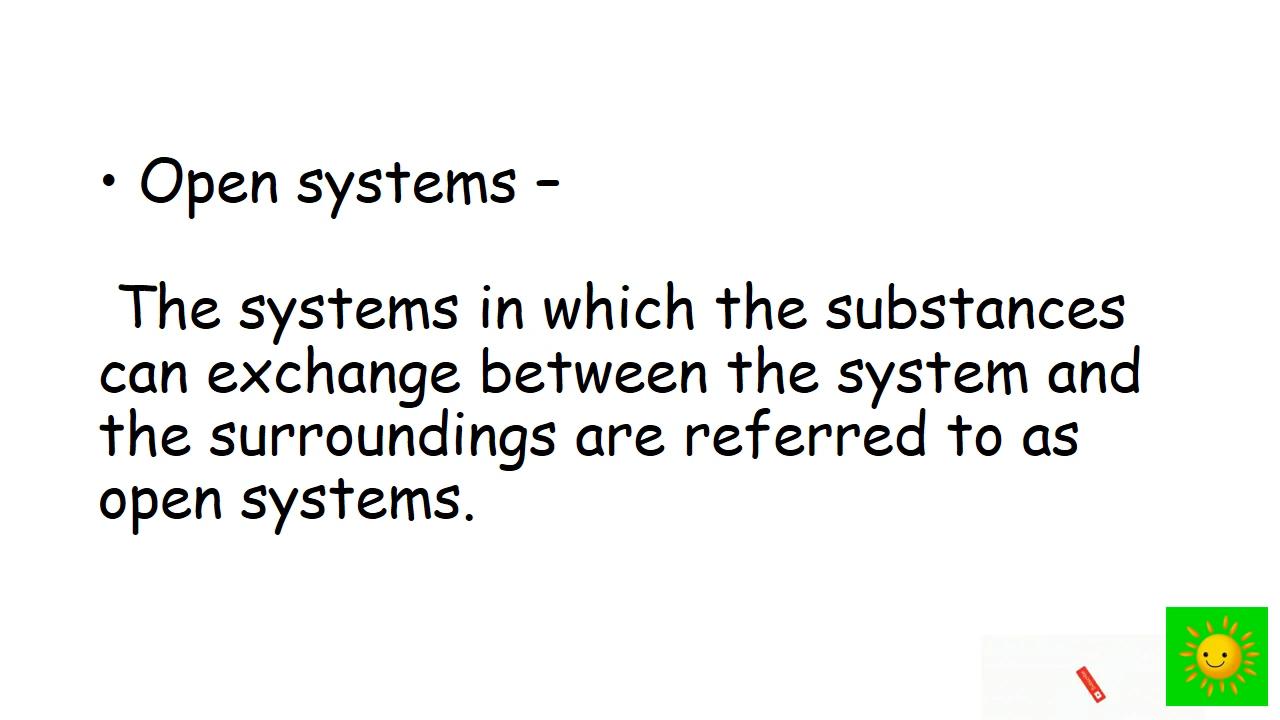 • Open systems –
The systems in which the substances
can exchange between the system and
the surroundings are referred to as
open systems.